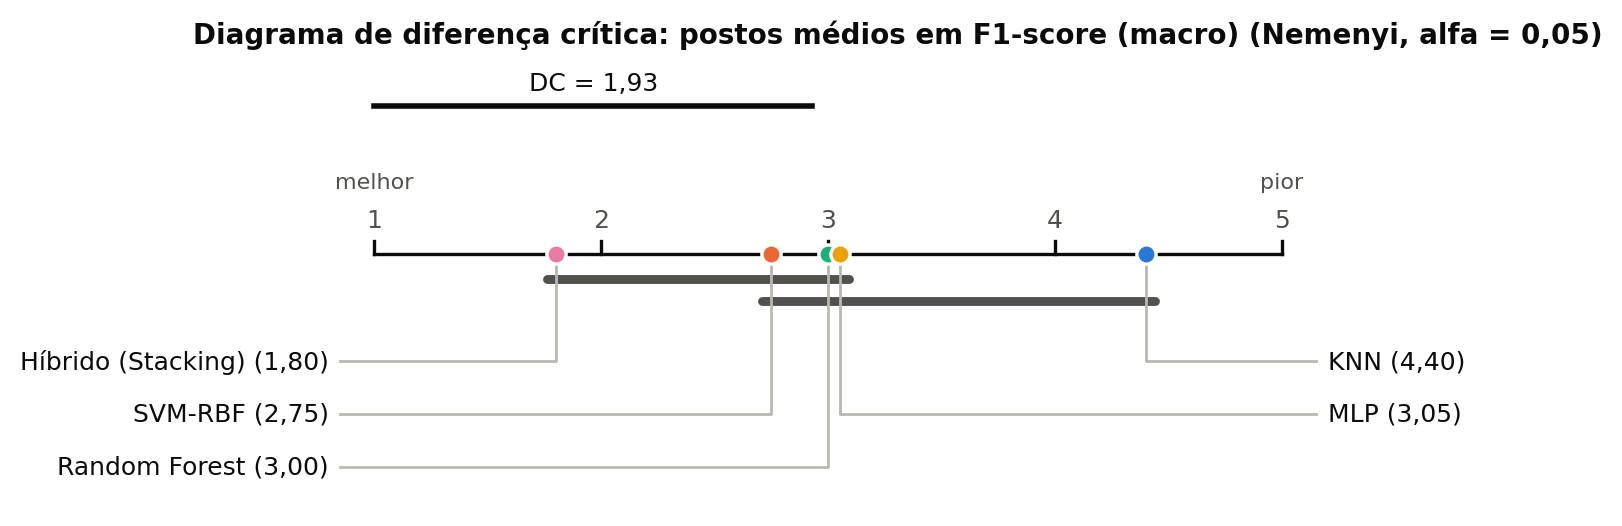 Diagrama de diferença crítica: postos médios em F1-score (macro) (Nemenyi, alfa = 0,05)
DC = 1,93
melhor pior
1 2 3 4 5
Híbrido (Stacking) (1,80) KNN (4,40)
SVM-RBF (2,75) MLP (3,05)
Random Forest (3,00)